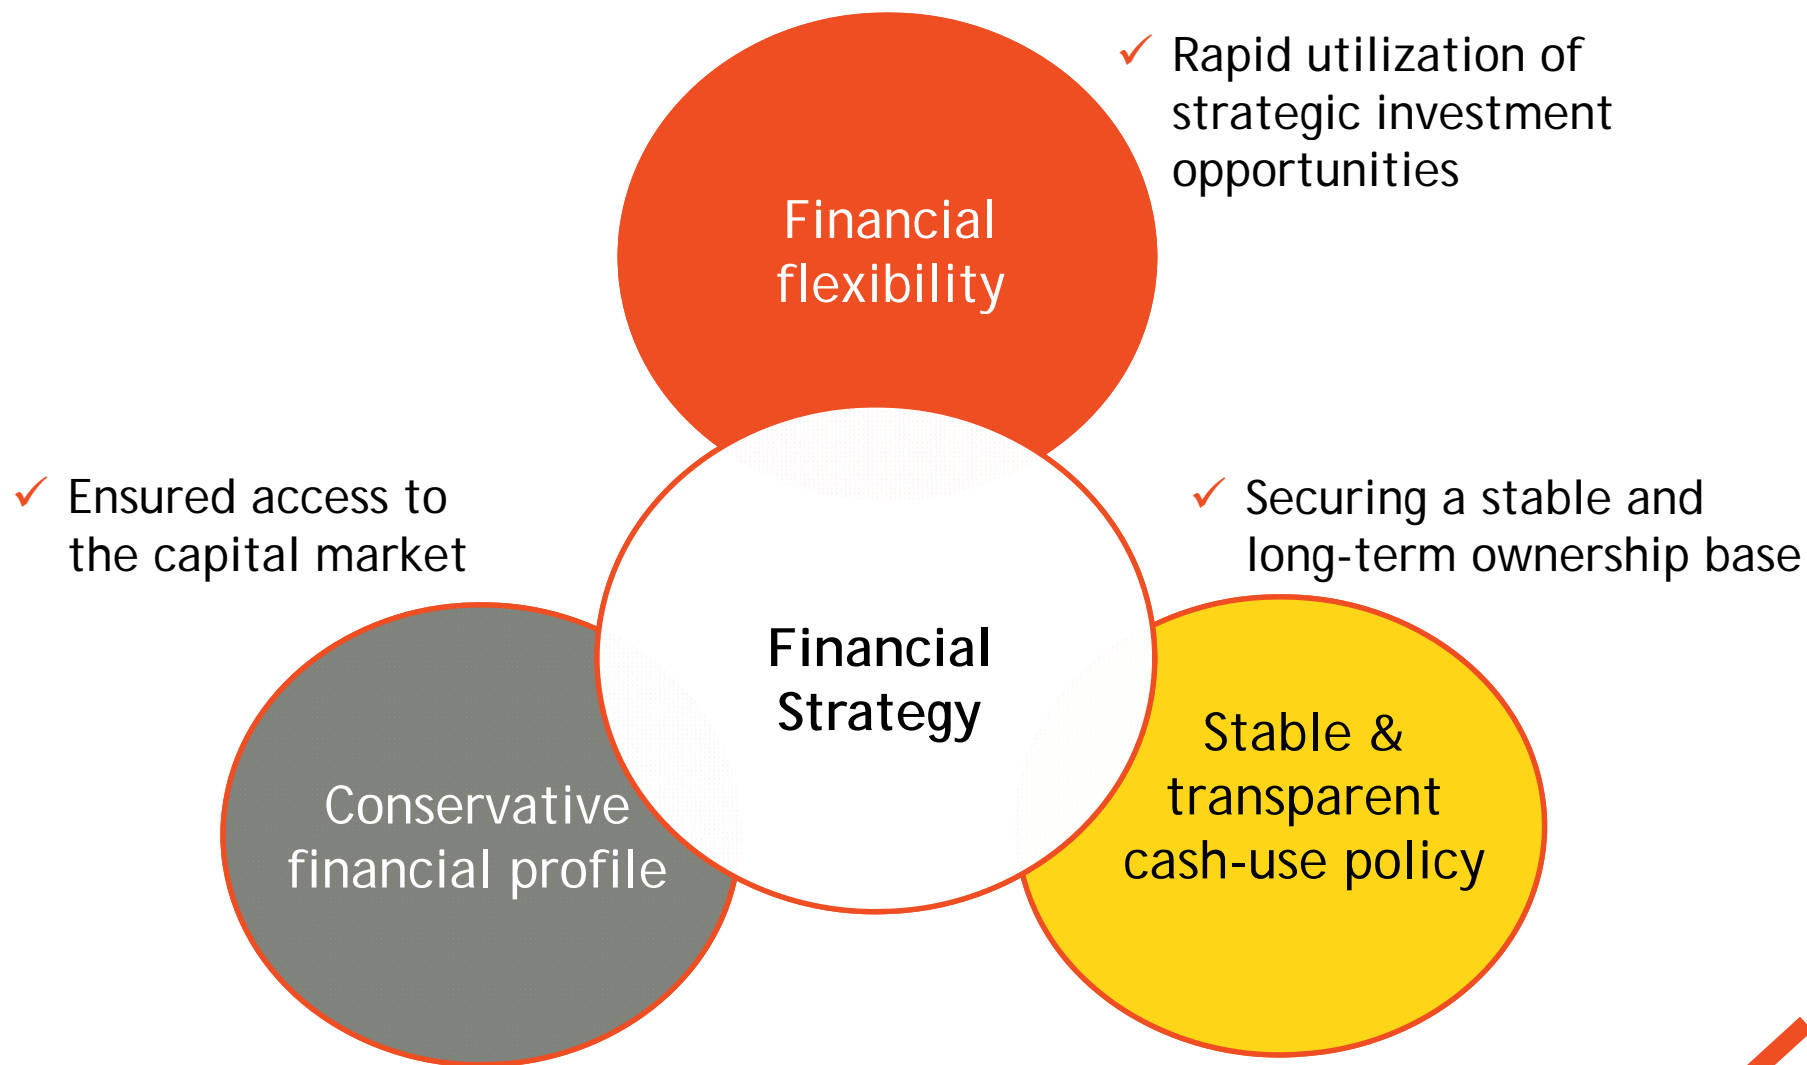 ✓ Rapid utilization of
strategic investment
opportunities
Financial
flexibility
✓ Ensured access to
the capital market
✓ Securing a stable and
long-term ownership base
Financial
Strategy
Conservative
financial profile
Stable &
transparent
cash-use policy